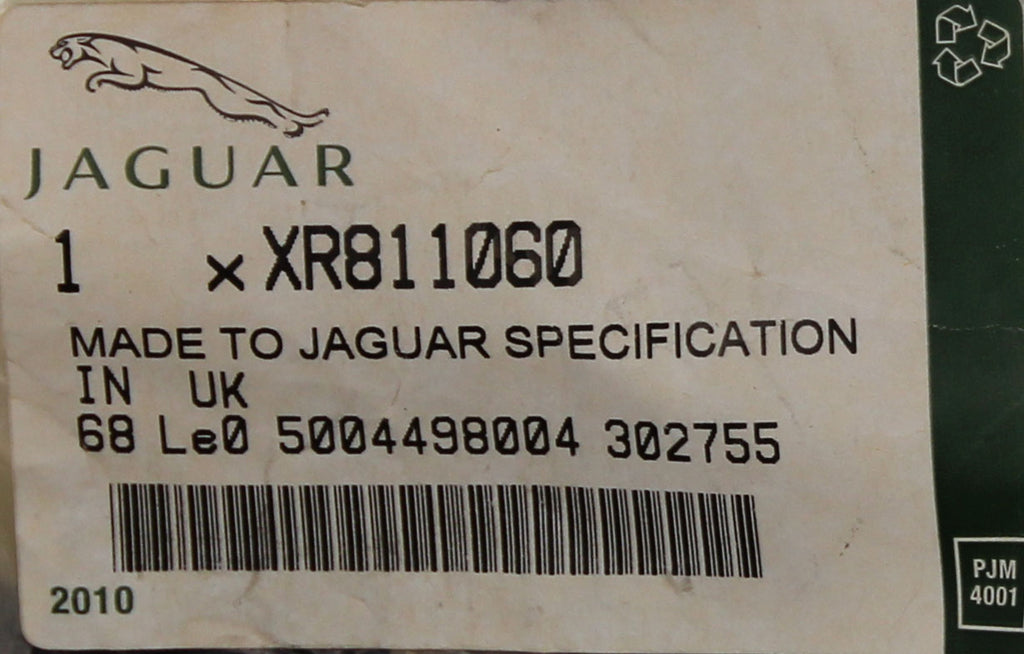 JAGUAR
1 x XR811060
MADE TO JAGUAR SPECIFICATION
IN UK
68 Le0 5004498004 302755
2010
PJM
4001